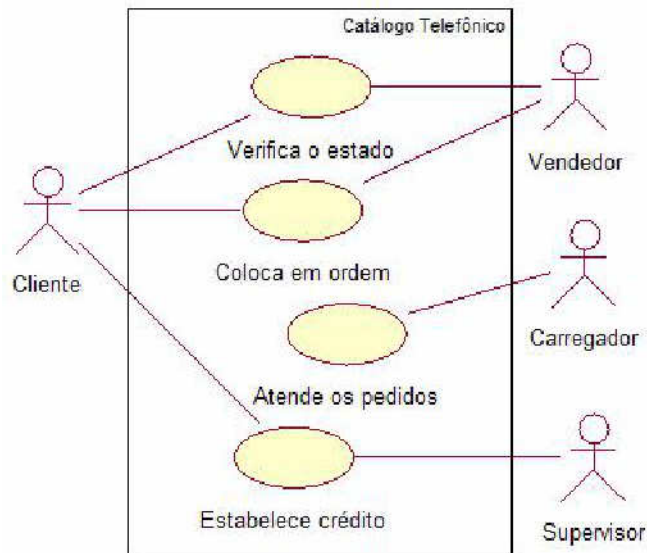 Catálogo Telefônico
Verifica o estado
Vendedor
Coloca em ordem
Cliente
Carregador
Atende os pedidos
Estabelece crédito
Supervisor